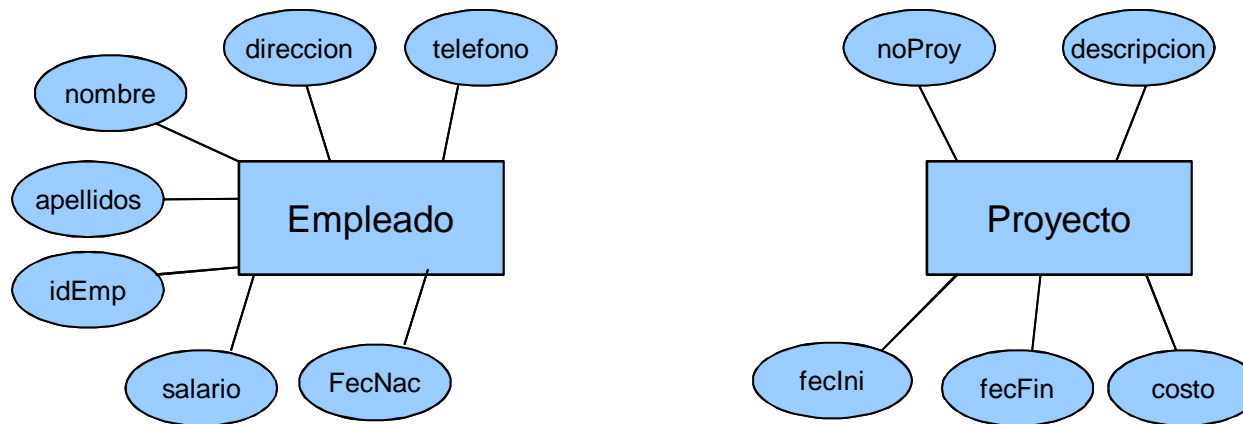 direccion
telefono
nombre
apellidos
Empleado
idEmp
salario
FecNac
noProy
descripcion
Proyecto
fecIni
fecFin
costo